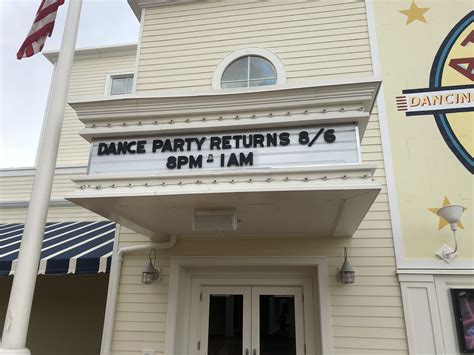 DANCE PARTY RETURNS 8/6
8PM - 1AM
DANCIN